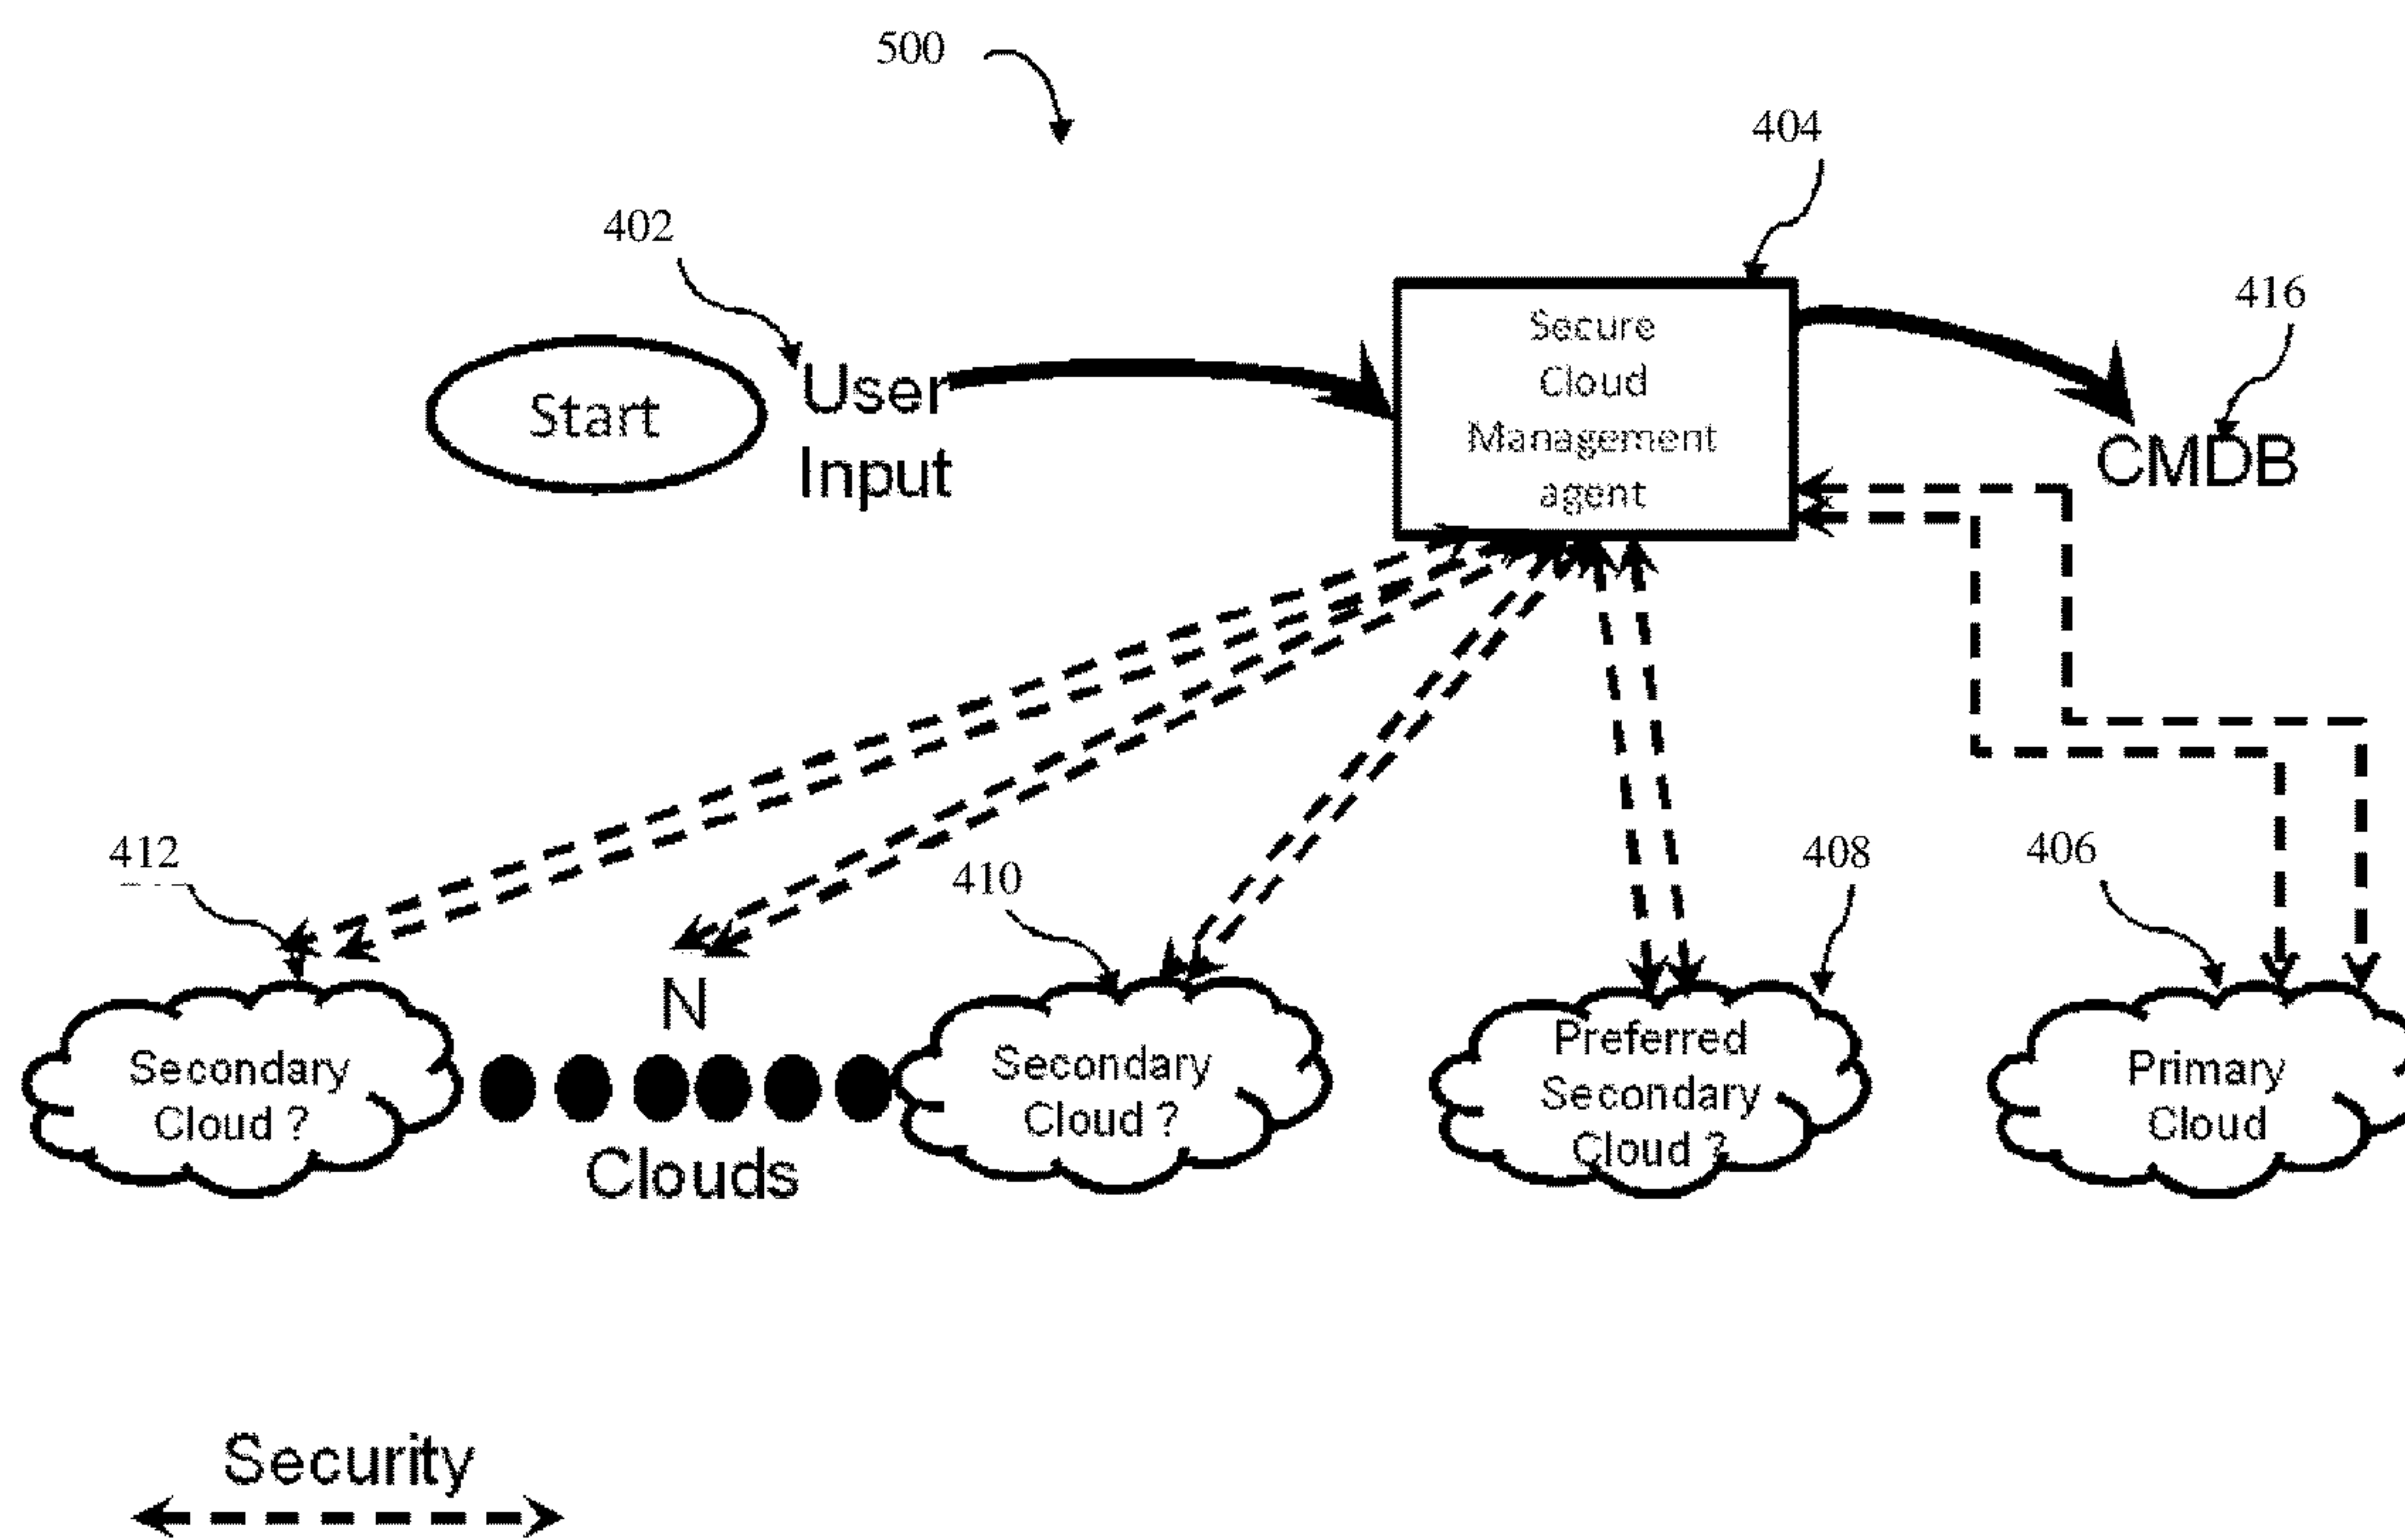 500
404
402
416
Start
User
Input
Secure
Cloud
Management
agent
CMDB
412
410
408
406
N
Secondary
Cloud ?
Clouds
Secondary
Cloud ?
Preferred
Secondary
Cloud ?
Primary
Cloud
Security